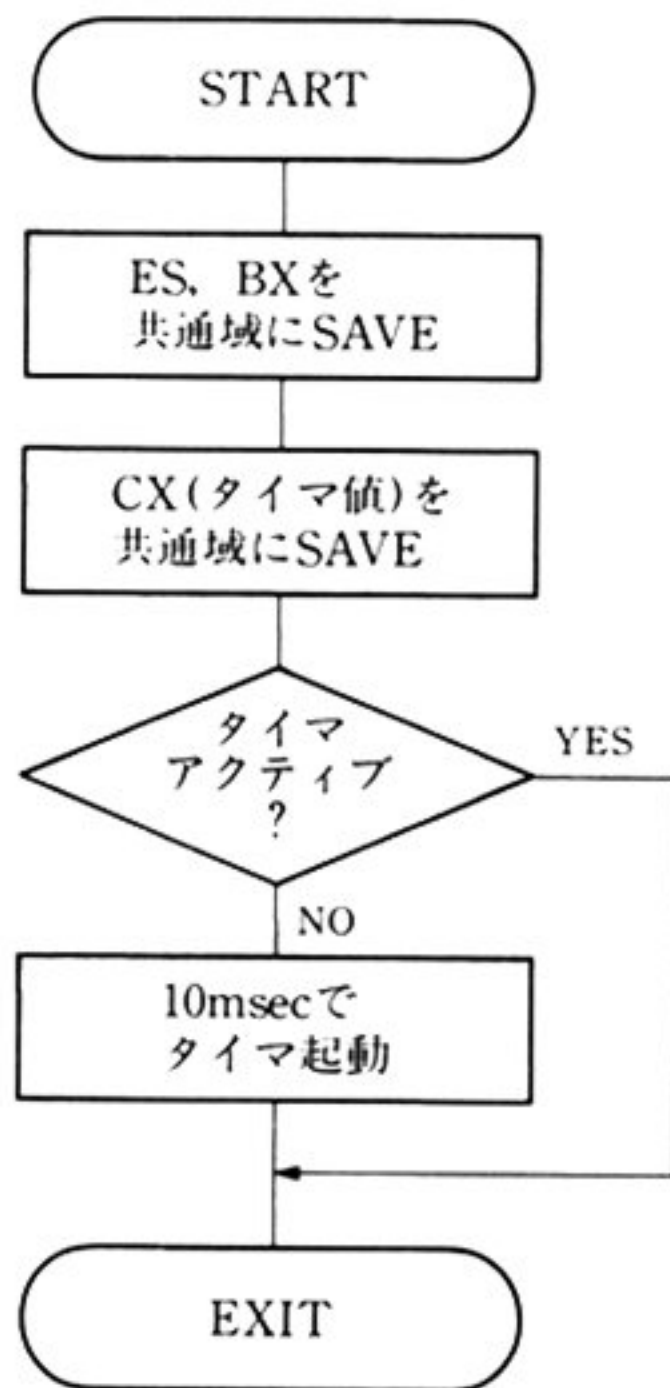 START
ES, BXを
共通域にSAVE
CX(タイマ値)を
共通域にSAVE
タイマ
アクティブ
?
YES
NO
10msecで
タイマ起動
EXIT